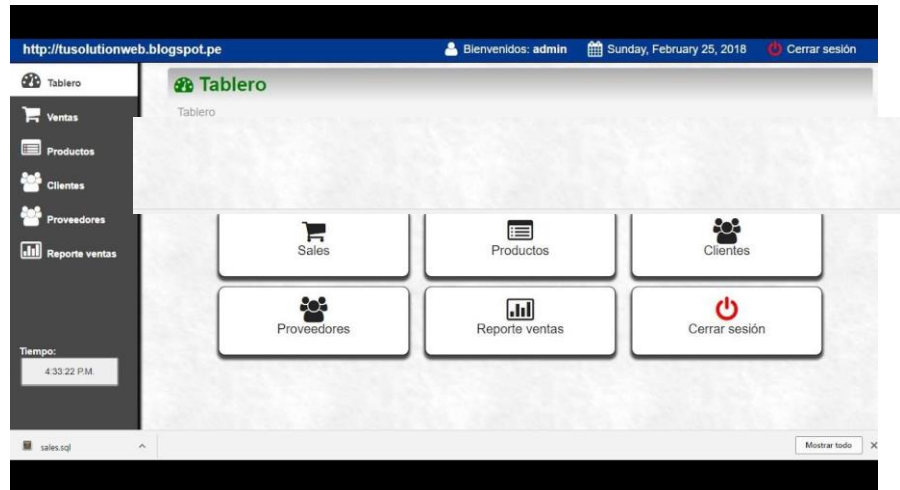 http://tusolutionweb.blogspot.pe Bienvenidos: admin Sunday, February 25, 2018 Cerrar sesión
Tablero
Ventas
Productos
Clientes
Proveedores
Reporte ventas
Tiempo:
4:33:22 P.M.
Tablero
Tablero
Sales Productos Clientes
Proveedores Reporte ventas Cerrar sesión
sales.sql Mostrar todo